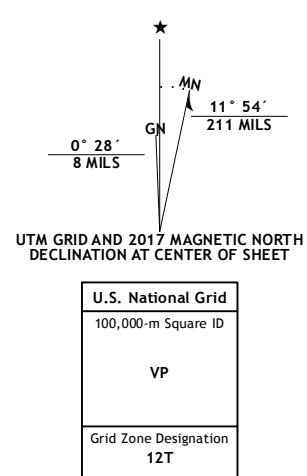 ★
MN
11° 54´
211 MILS
GN
0° 28´
8 MILS
UTM GRID AND 2017 MAGNETIC NORTH
DECLINATION AT CENTER OF SHEET
U.S. National Grid
100,000-m Square ID
VP
Grid Zone Designation
12T